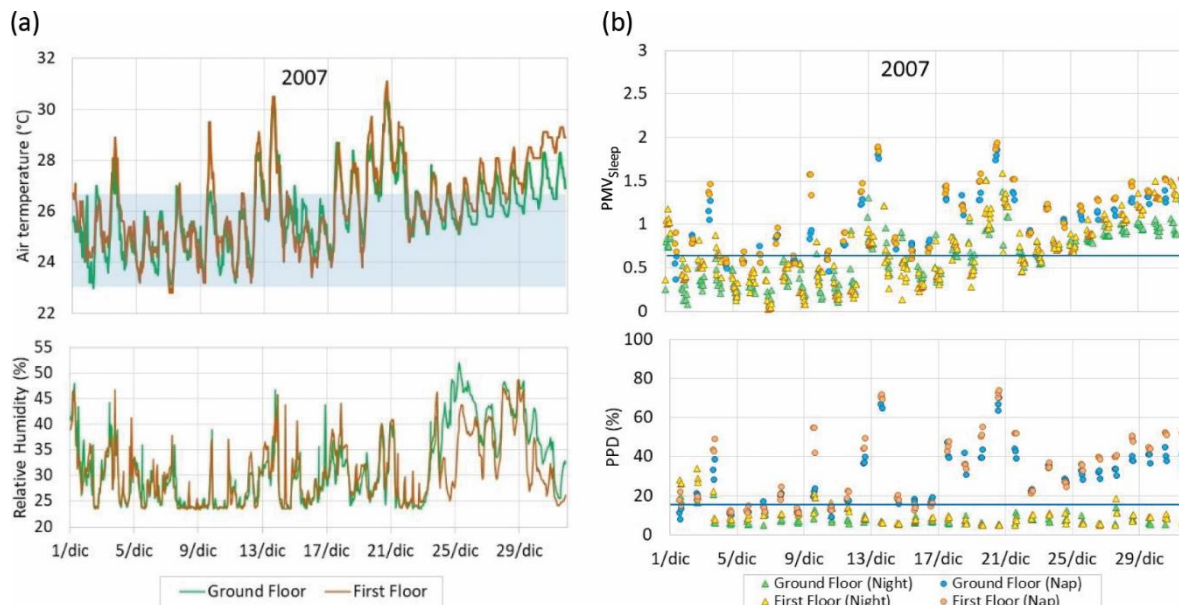 (a)
(b)
2007
Air termperature (°C)
32
30
28
26
24
22
Relative Humidity (%)
55
50
45
40
35
30
25
20
1/dic 5/dic 9/dic 13/dic 17/dic 21/dic 25/dic 29/dic
Ground Floor First Floor
2007
PMVSleep
3
2.5
2
1.5
1
0.5
0
PPD (%)
100
80
60
40
20
0
1/dic 5/dic 9/dic 13/dic 17/dic 21/dic 25/dic 29/dic
Ground Floor (Night) Ground Floor (Nap)
First Floor (Night) First Floor (Nap)